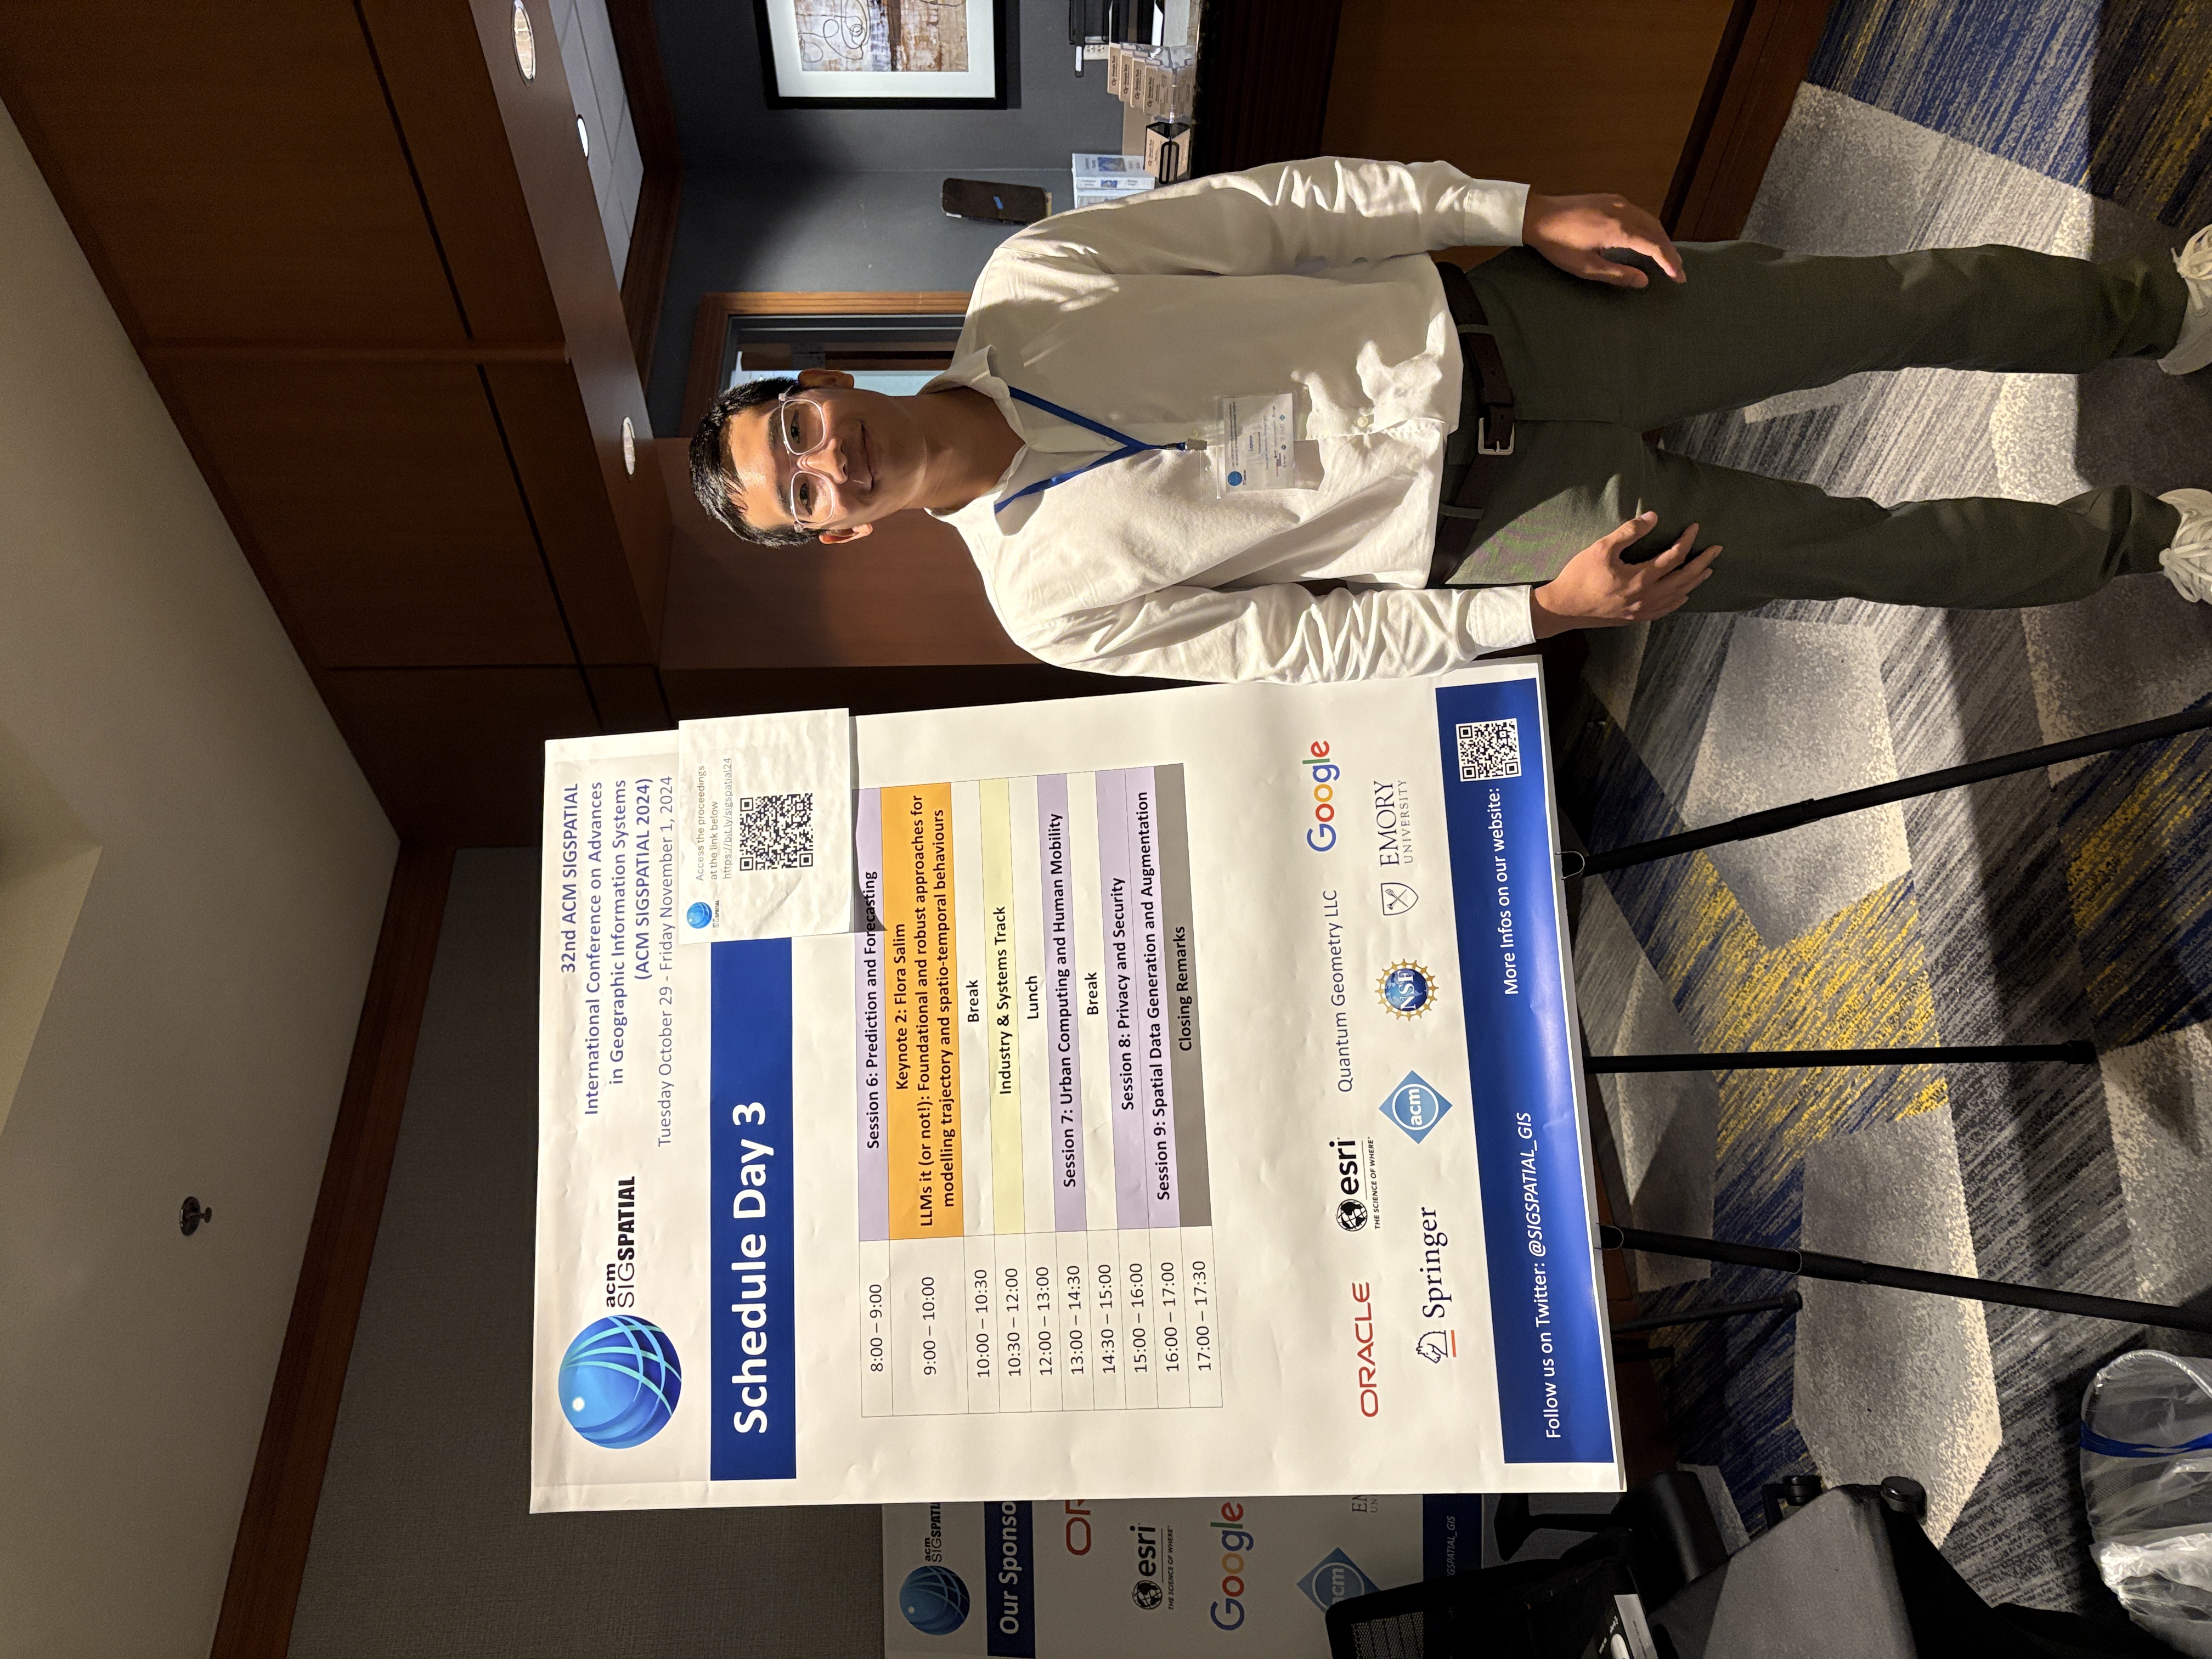 acm
SIGSPATIAL
32nd ACM SIGSPATIAL
International Conference on Advances
in Geographic Information Systems
(ACM SIGSPATIAL 2024)
Tuesday October 29 - Friday November 1, 2024
Schedule Day 3
Access the proceedings
at the link below
https://bit.ly/sigspatial24
8:00 – 9:00 Session 6: Prediction and Forecasting
9:00 – 10:00 Keynote 2: Flora Salim
LLMs it (or not!): Foundational and robust approaches for
modelling trajectory and spatio-temporal behaviours
10:00 – 10:30 Break
10:30 – 12:00 Industry & Systems Track
12:00 – 13:00 Lunch
13:00 – 14:30 Session 7: Urban Computing and Human Mobility
14:30 – 15:00 Break
15:00 – 16:00 Session 8: Privacy and Security
16:00 – 17:00 Session 9: Spatial Data Generation and Augmentation
17:00 – 17:30 Closing Remarks
ORACLE
esri
THE SCIENCE OF WHERE
Quantum Geometry LLC
Google
Springer
acm
NSF
EMORY
UNIVERSITY
Follow us on Twitter: @SIGSPATIAL_GIS
More Infos on our website:
acm
SIGSPATI
Our Sponso
OR
esri
THE SCIENCE OF WHERE
Google
acm
EM
UN
GSPATIAL_GIS